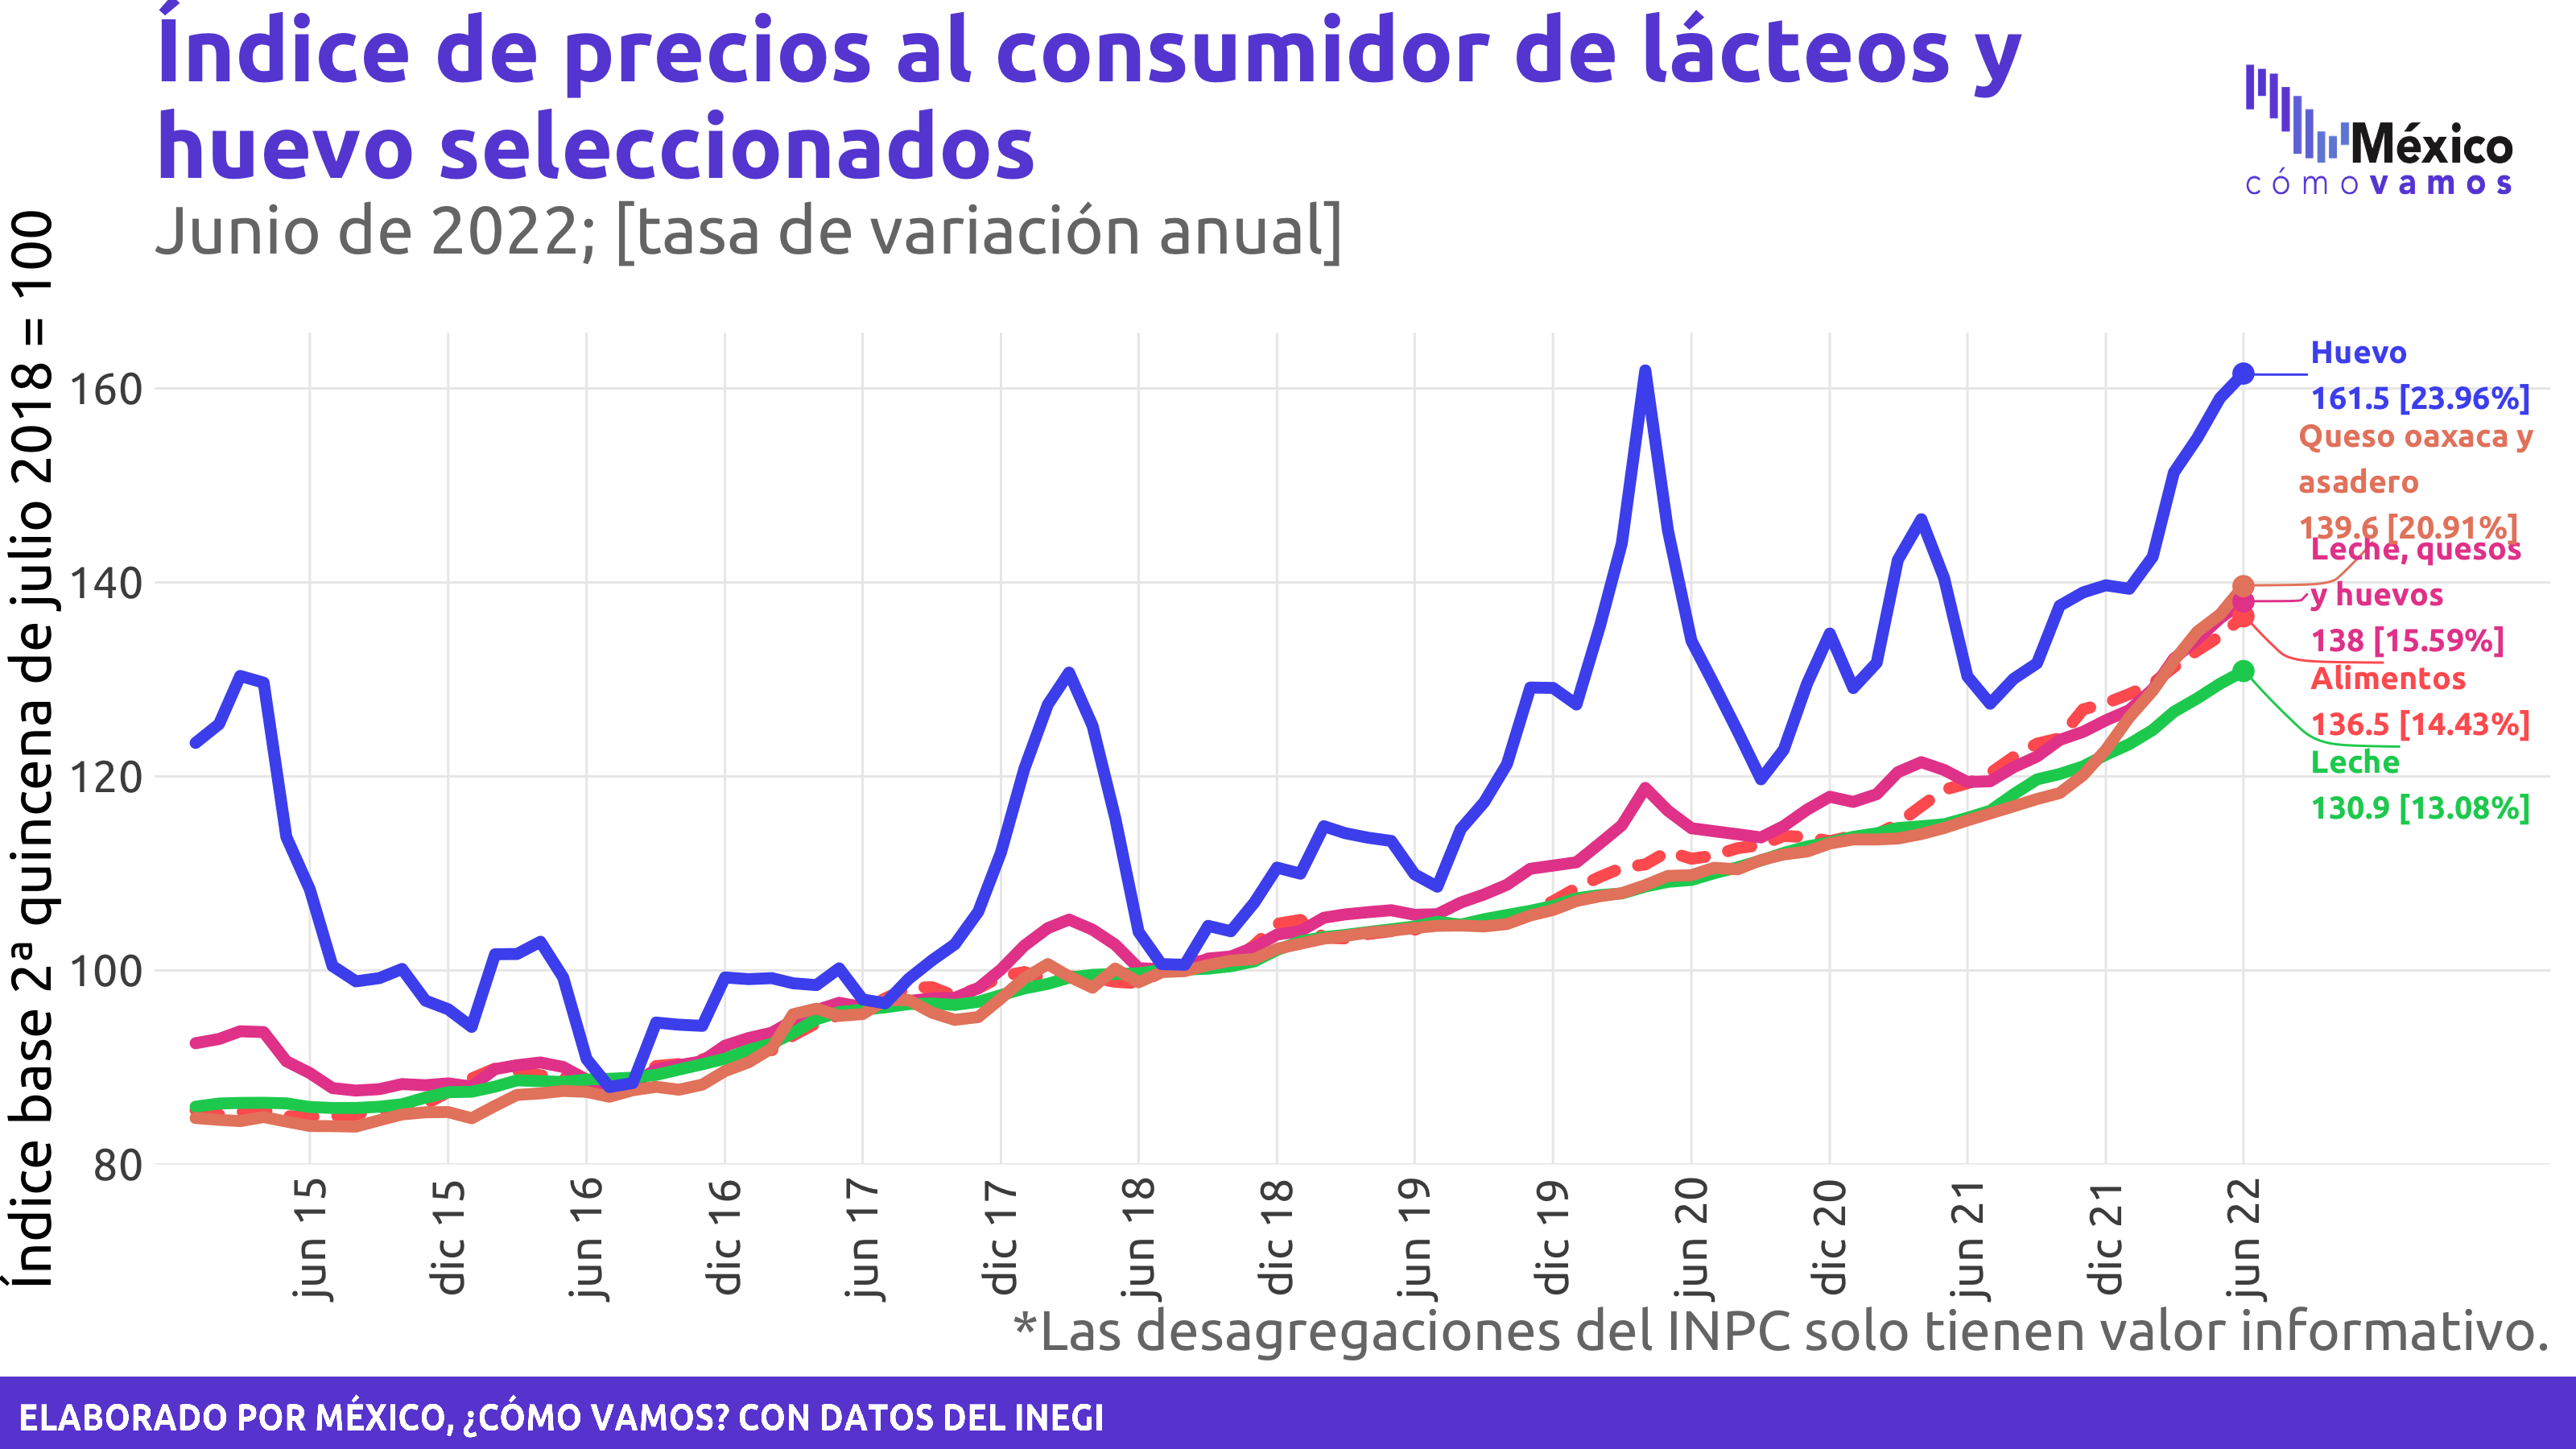 Índice de precios al consumidor de lácteos y
huevo seleccionados
Junio de 2022; [tasa de variación anual]
México
cómo vamos
Índice base 2ª quincena de julio 2018 = 100
160
140
120
100
80
Huevo
161.5 [23.96%]
Queso oaxaca y
asadero
139.6 [20.91%]
Leche, quesos
y huevos
138 [15.59%]
Alimentos
136.5 [14.43%]
Leche
130.9 [13.08%]
jun 15
dic 15
jun 16
dic 16
jun 17
dic 17
jun 18
dic 18
jun 19
dic 19
jun 20
dic 20
jun 21
dic 21
jun 22
*Las desagregaciones del INPC solo tienen valor informativo.
ELABORADO POR MÉXICO, ¿CÓMO VAMOS? CON DATOS DEL INEGI